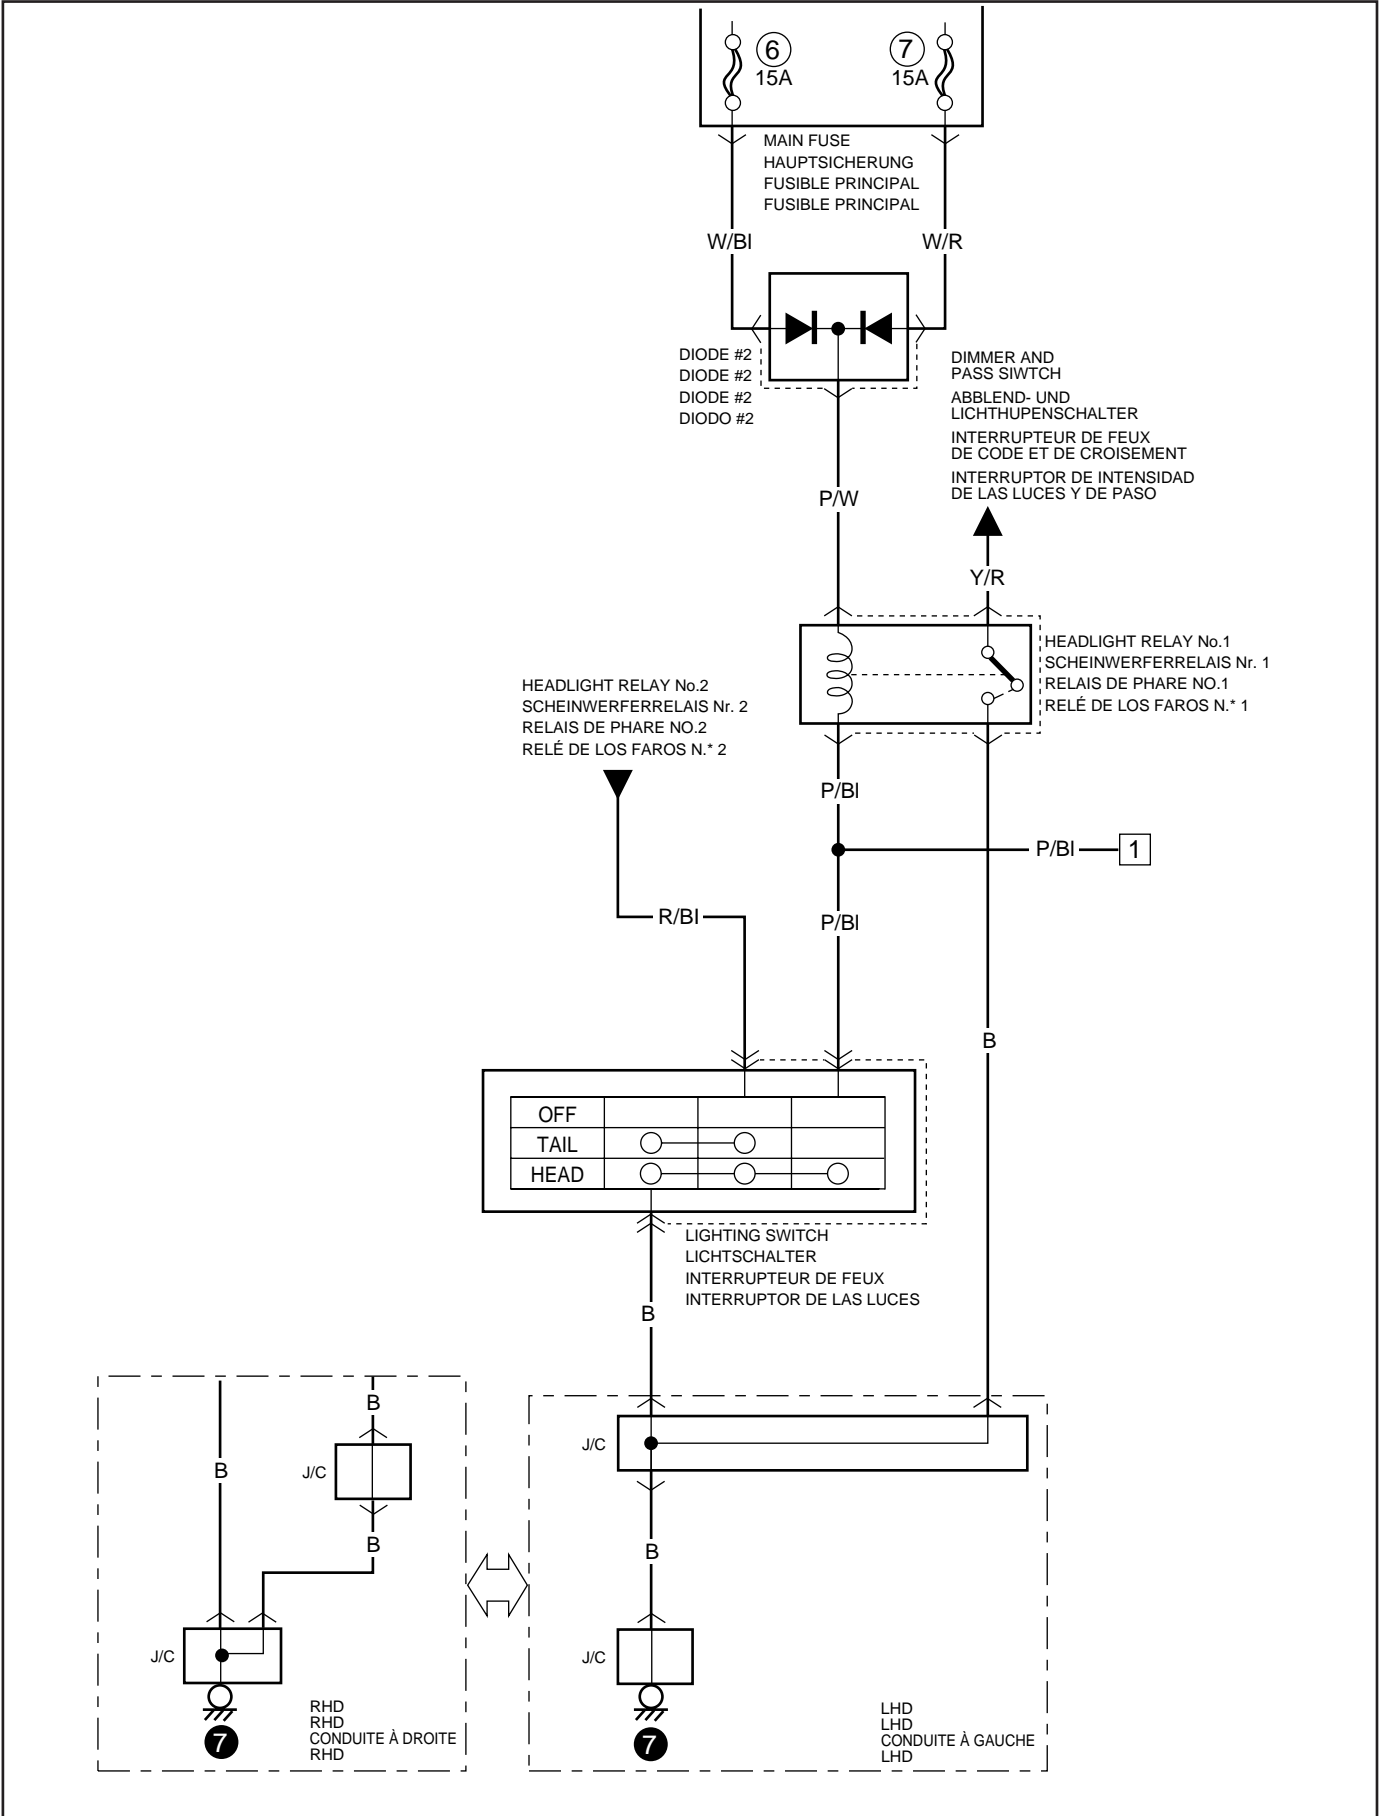 6
15A
7
15A
MAIN FUSE
HAUPTSICHERUNG
FUSIBLE PRINCIPAL
FUSIBLE PRINCIPAL
W/Bl
W/R
DIODE #2
DIODE #2
DIODE #2
DIODO #2
DIMMER AND
PASS SIWTCH
ABBLEND- UND
LICHTHUPENSCHALTER
INTERRUPTEUR DE FEUX
DE CODE ET DE CROISEMENT
INTERRUPTOR DE INTENSIDAD
DE LAS LUCES Y DE PASO
P/W
Y/R
HEADLIGHT RELAY No.1
SCHEINWERFERRELAIS Nr. 1
RELAIS DE PHARE NO.1
RELÉ DE LOS FAROS N.* 1
HEADLIGHT RELAY No.2
SCHEINWERFERRELAIS Nr. 2
RELAIS DE PHARE NO.2
RELÉ DE LOS FAROS N.* 2
P/Bl
P/Bl
1
R/Bl
P/Bl
B
OFF
TAIL
HEAD
LIGHTING SWITCH
LICHTSCHALTER
INTERRUPTEUR DE FEUX
INTERRUPTOR DE LAS LUCES
B
B
B
J/C
B
J/C
RHD
RHD
CONDUITE À DROITE
RHD
7
J/C
B
J/C
LHD
LHD
CONDUITE À GAUCHE
LHD
7